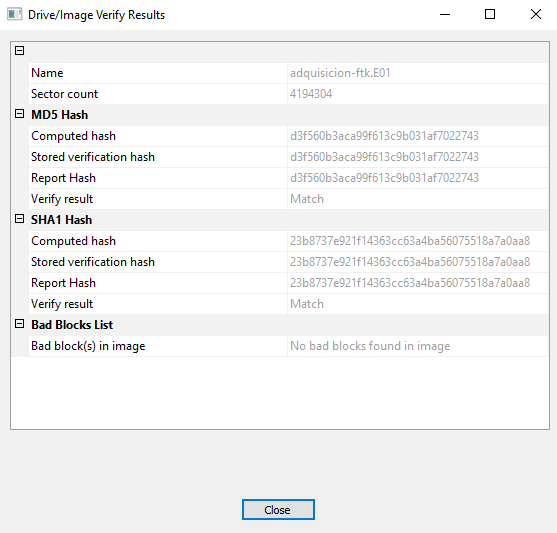 Drive/Image Verify Results
Name adquisicion-ftk.E01
Sector count 4194304
MD5 Hash
Computed hash d3f560b3aca99f613c9b031af7022743
Stored verification hash d3f560b3aca99f613c9b031af7022743
Report Hash d3f560b3aca99f613c9b031af7022743
Verify result Match
SHA1 Hash
Computed hash 23b8737e921f14363cc63a4ba56075518a7a0aa8
Stored verification hash 23b8737e921f14363cc63a4ba56075518a7a0aa8
Report Hash 23b8737e921f14363cc63a4ba56075518a7a0aa8
Verify result Match
Bad Blocks List
Bad block(s) in image No bad blocks found in image
Close